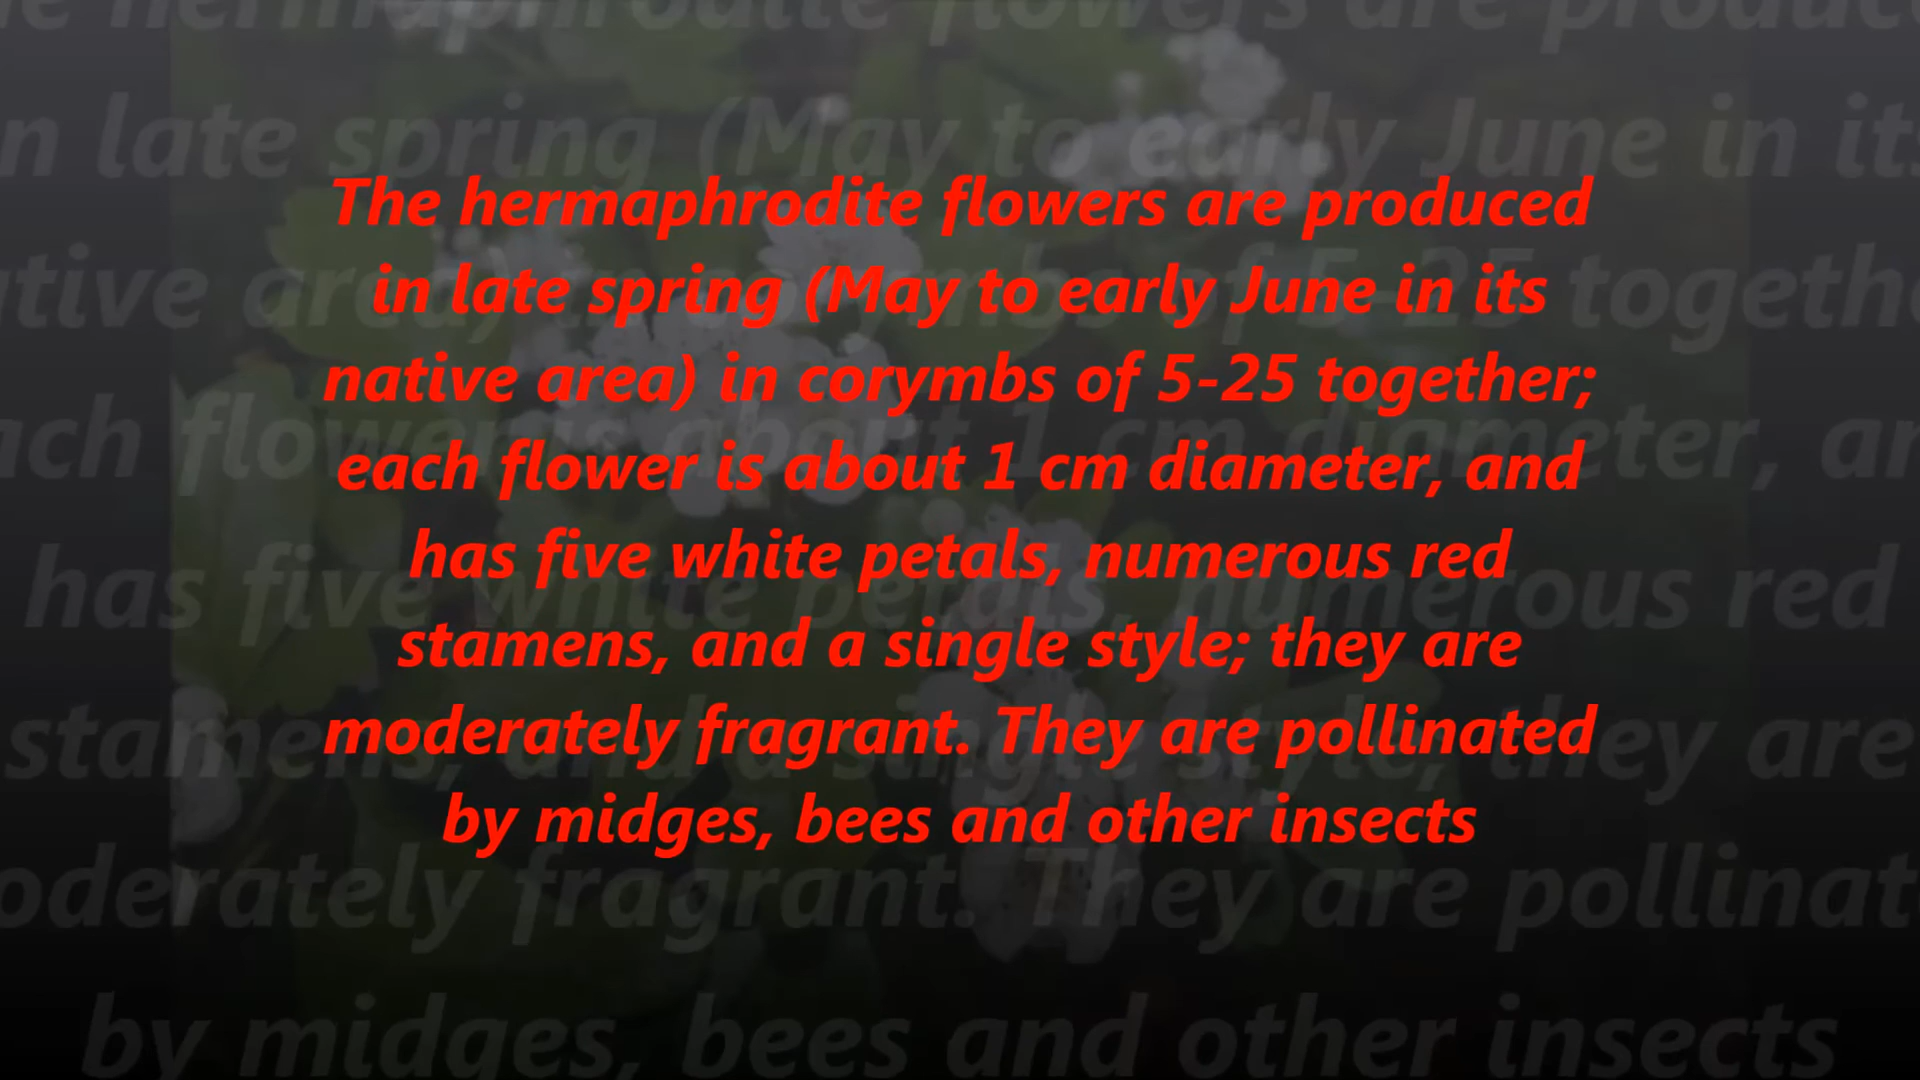 The hermaphrodite flowers are produced
in late spring (May to early June in its
native area) in corymbs of 5-25 together;
each flower is about 1 cm diameter, and
has five white petals, numerous red
stamens, and a single style; they are
moderately fragrant. They are pollinated
by midges, bees and other insects